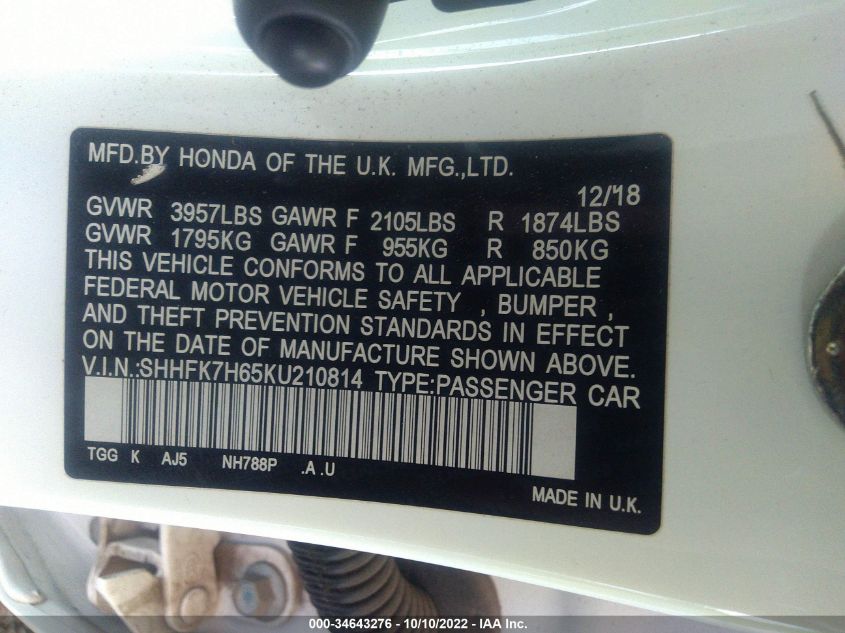 MFD.BY HONDA OF THE U.K. MFG.,LTD.
12/18
GVWR 3957LBS GAWR F 2105LBS R 1874LBS
GVWR 1795KG GAWR F 955KG R 850KG
THIS VEHICLE CONFORMS TO ALL APPLICABLE
FEDERAL MOTOR VEHICLE SAFETY , BUMPER ,
AND THEFT PREVENTION STANDARDS IN EFFECT
ON THE DATE OF MANUFACTURE SHOWN ABOVE.
V.I.N.:SHHFK7H65KU210814 TYPE:PASSENGER CAR
TGG K AJ5 NH788P .A .U
MADE IN U.K.
000-34643276 - 10/10/2022 - IAA Inc.